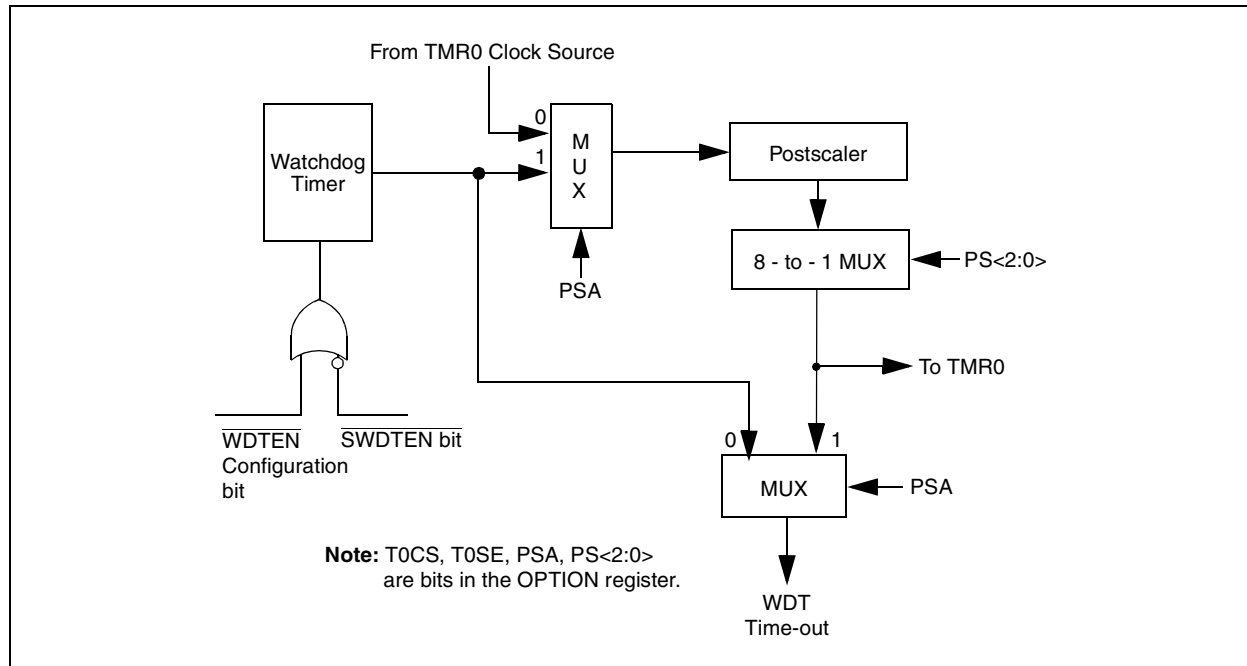 From TMR0 Clock Source
0
1
M
U
X
Watchdog
Timer
Postscaler
8 - to - 1 MUX
PS<2:0>
PSA
To TMR0
WDTEN
Configuration
bit
SWDTEN bit
0
1
MUX
PSA
Note: T0CS, T0SE, PSA, PS<2:0>
are bits in the OPTION register.
WDT
Time-out